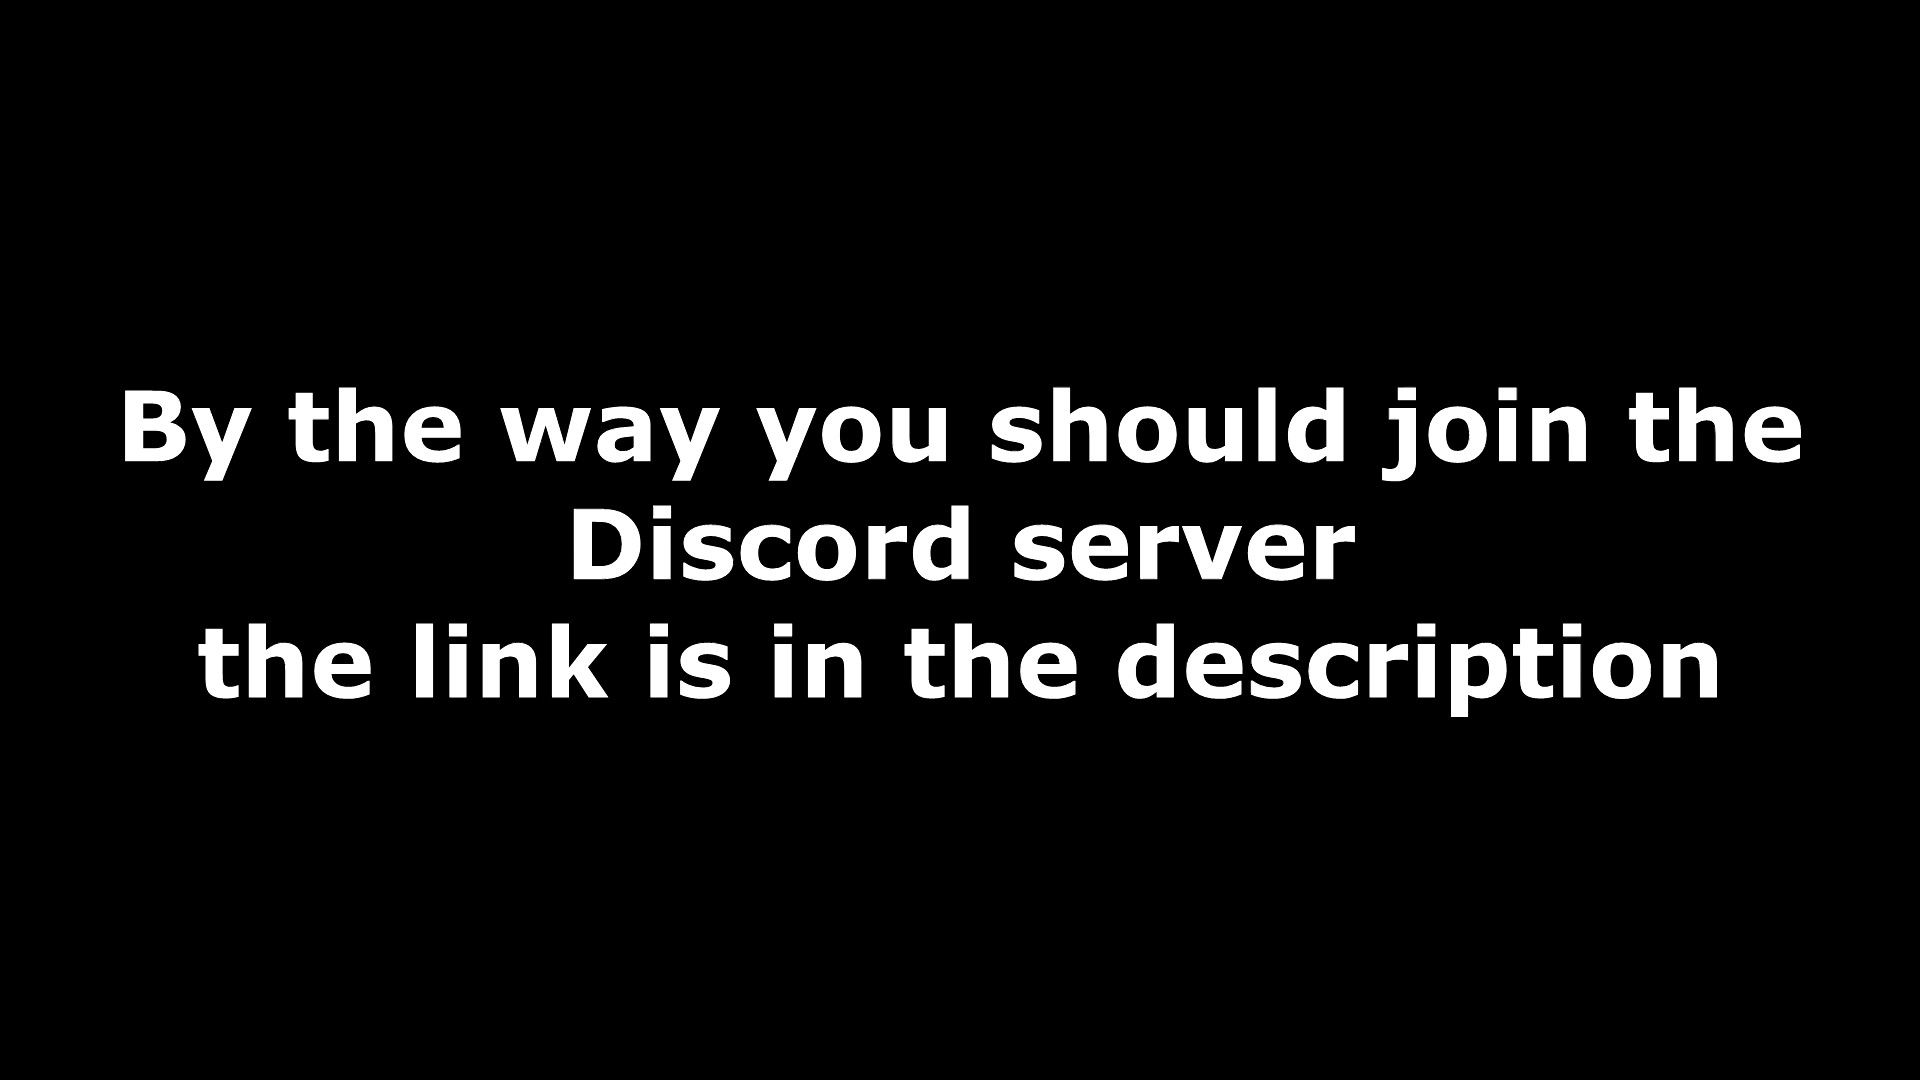 By the way you should join the
Discord server
the link is in the description